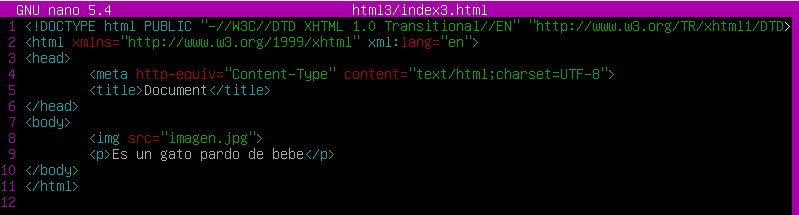 GNU nano 5.4 html3/index3.html
1 <!DOCTYPE html PUBLIC "-//W3C//DTD XHTML 1.0 Transitional//EN" "http://www.w3.org/TR/xhtml1/DTD>
2 <html xmlns="http://www.w3.org/1999/xhtml" xml:lang="en">
3 <head>
4 <meta http-equiv="Content-Type" content="text/html;charset=UTF-8">
5 <title>Document</title>
6 </head>
7 <body>
8 <img src="imagen.jpg">
9 <p>Es un gato pardo de bebe</p>
10 </body>
11 </html>
12